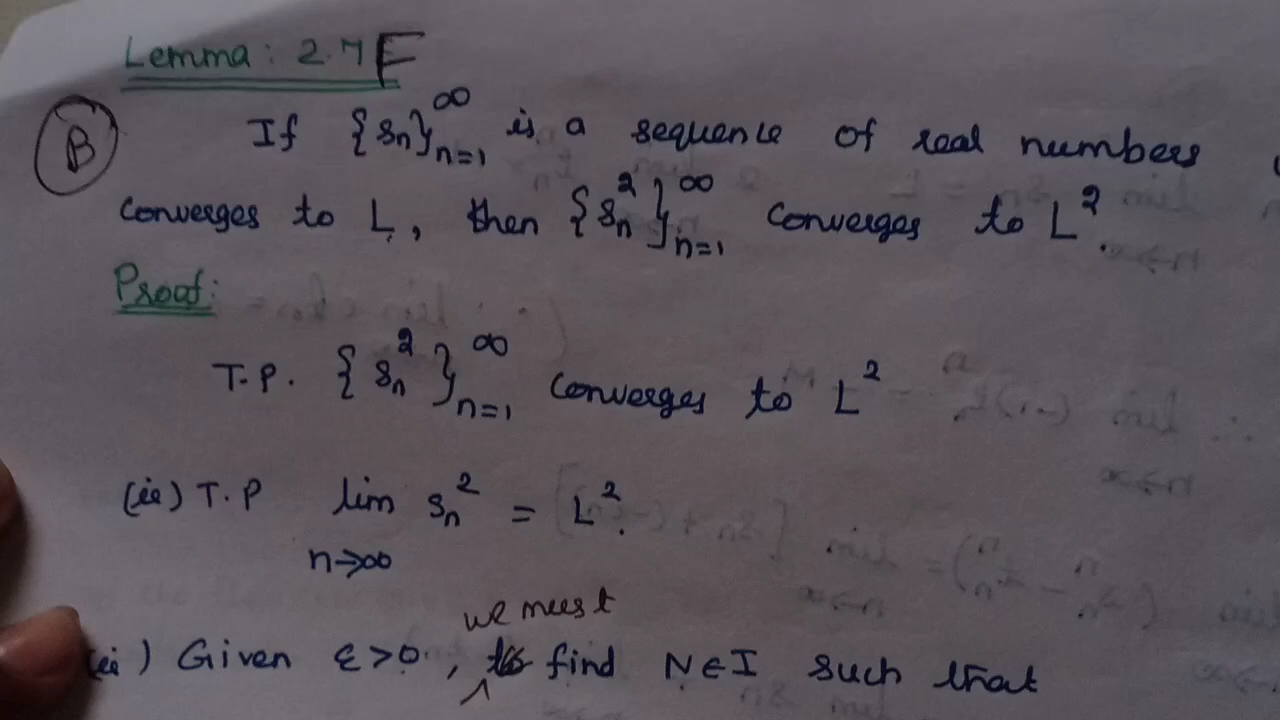 Lemma: 2.7F
B
If {sn}∞n=1 is a sequence of real numbers
converges to L, then {sn²}∞n=1 converges to L².
Proof:
T.P. {sn²}∞n=1 converges to L²
(ie) T.P lim sn² = L².
n→∞
we must
(ie) Given ε>0, find N∈I such that